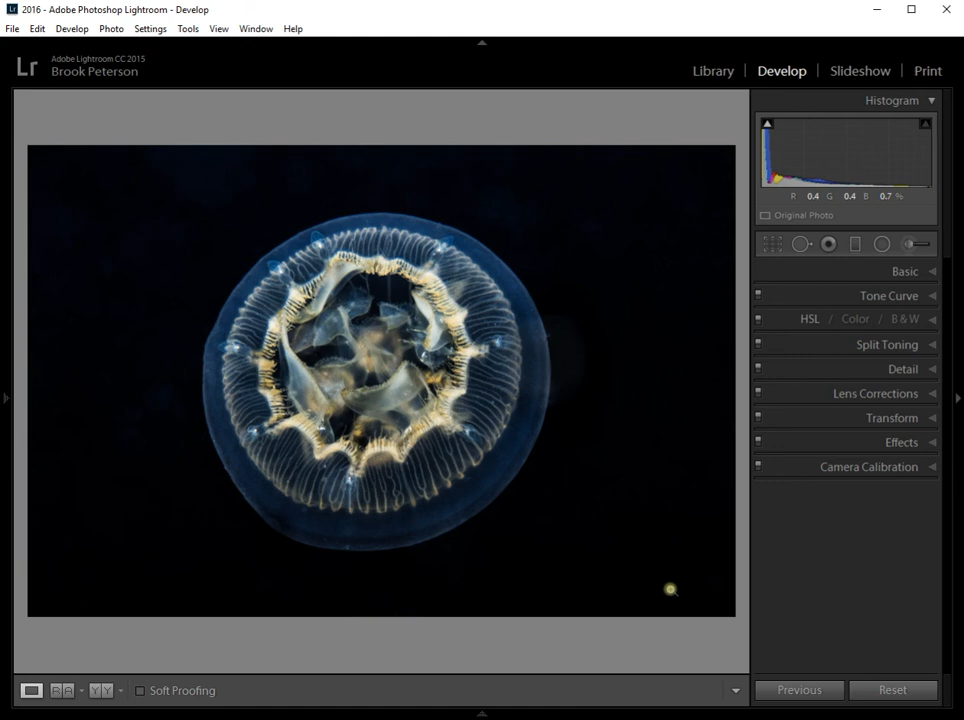 2016 - Adobe Photoshop Lightroom - Develop
File Edit Develop Photo Settings Tools View Window Help
Lr
Adobe Lightroom CC 2015
Brook Peterson
Library | Develop | Slideshow | Print
Histogram
R 0.4 G 0.4 B 0.7 %
Original Photo
Basic
Tone Curve
HSL / Color / B & W
Split Toning
Detail
Lens Corrections
Transform
Effects
Camera Calibration
R A Y Y Soft Proofing
Previous Reset